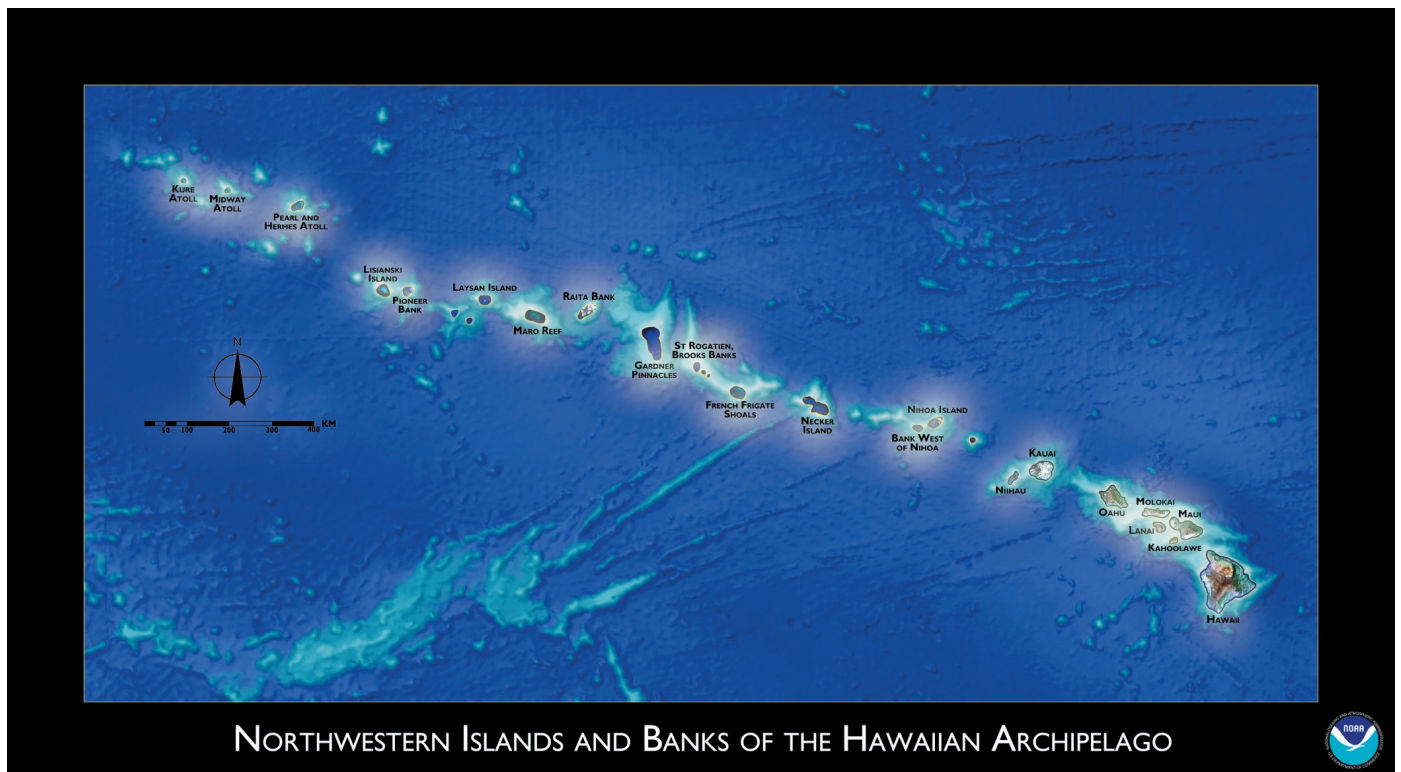 KURE
ATOLL
MIDWAY
ATOLL
PEARL AND
HERMES ATOLL
LISIANSKI
ISLAND
PIONEER
BANK
LAYSAN ISLAND
MARO REEF
RAITA BANK
GARDNER
PINNACLES
ST ROGATIEN,
BROOKS BANKS
FRENCH FRIGATE
SHOALS
NECKER
ISLAND
NIHOA ISLAND
BANK WEST
OF NIHOA
KAUAI
NIIHAU
OAHU
MOLOKAI
LANAI
MAUI
KAHOOLAWE
HAWAII
N
KM
50 100 200 300 400
NORTHWESTERN ISLANDS AND BANKS OF THE HAWAIIAN ARCHIPELAGO
NOAA